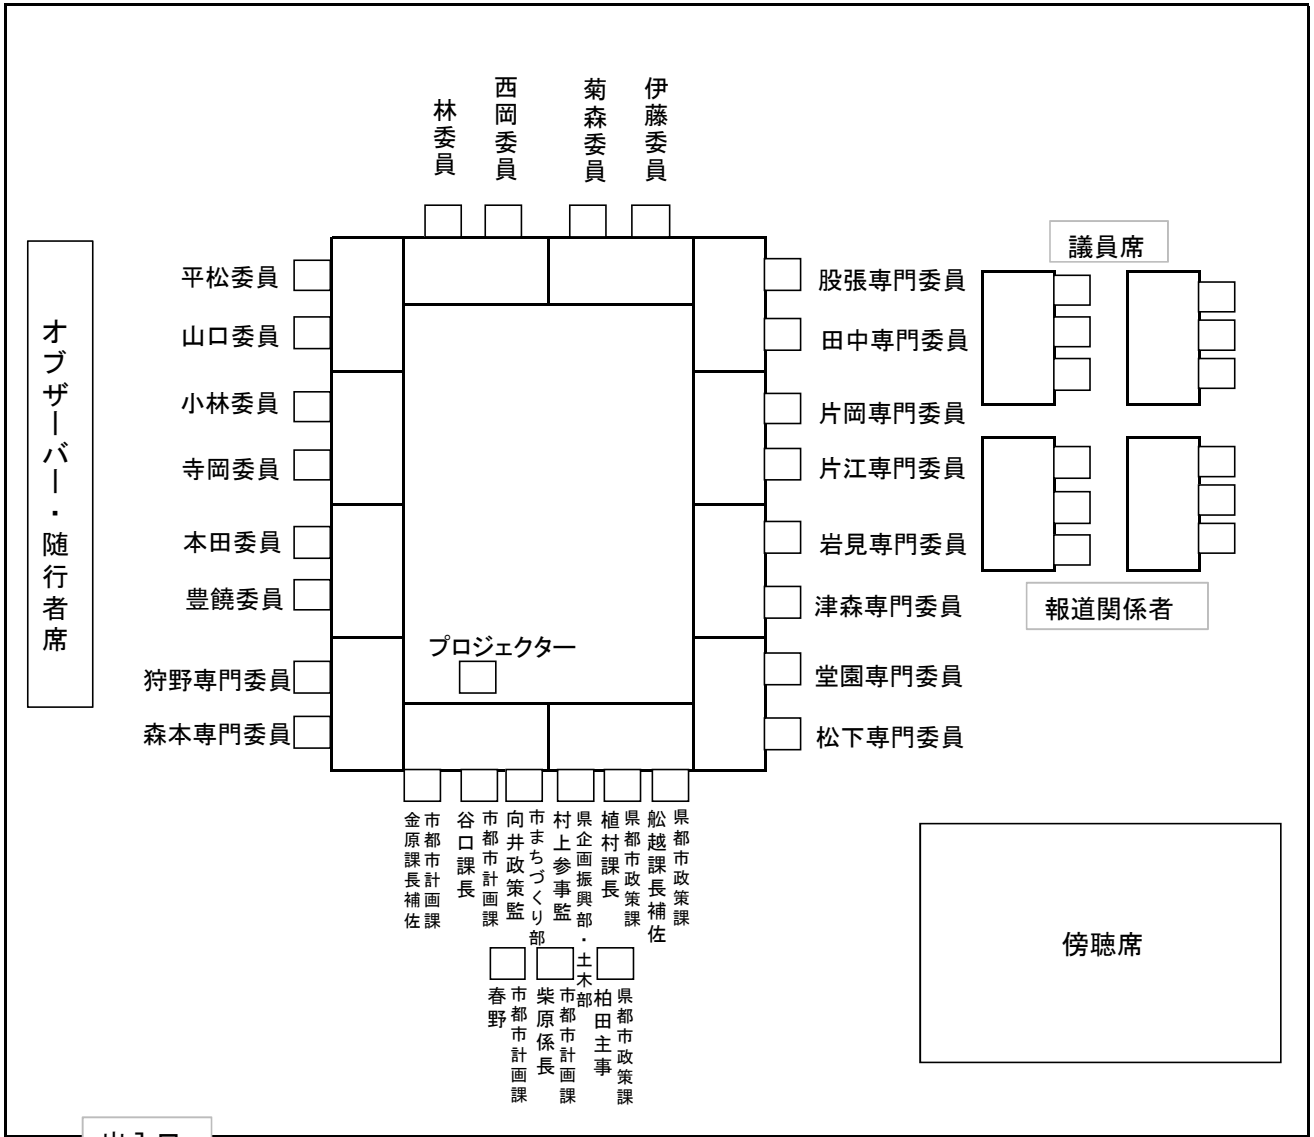 林委員
西岡委員
菊森委員
伊藤委員
オブザーバー・随行者席
平松委員
山口委員
小林委員
寺岡委員
本田委員
豊饒委員
狩野専門委員
森本専門委員
プロジェクター
股張専門委員
田中専門委員
片岡専門委員
片江専門委員
岩見専門委員
津森専門委員
堂園専門委員
松下専門委員
議員席
報道関係者
市都市計画課
金原課長補佐
市都市計画課
谷口課長
市まちづくり部
向井政策監
県企画振興部・土木部
村上参事監
県都市政策課
植村課長
県都市政策課
舩越課長補佐
市都市計画課
春野
市都市計画課
柴原係長
県都市政策課
柏田主事
傍聴席
出入口